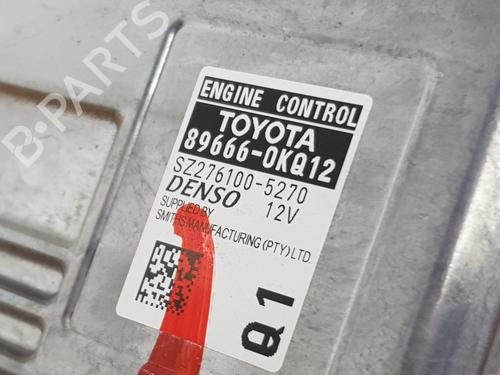 B-PARTS
ENGINE CONTROL
TOYOTA
89666-0KQ12
SZ276100-5270
DENSO 12V
SUPPLIED BY
SMITHS MANUFACTURING (PTY) LTD.
Q1